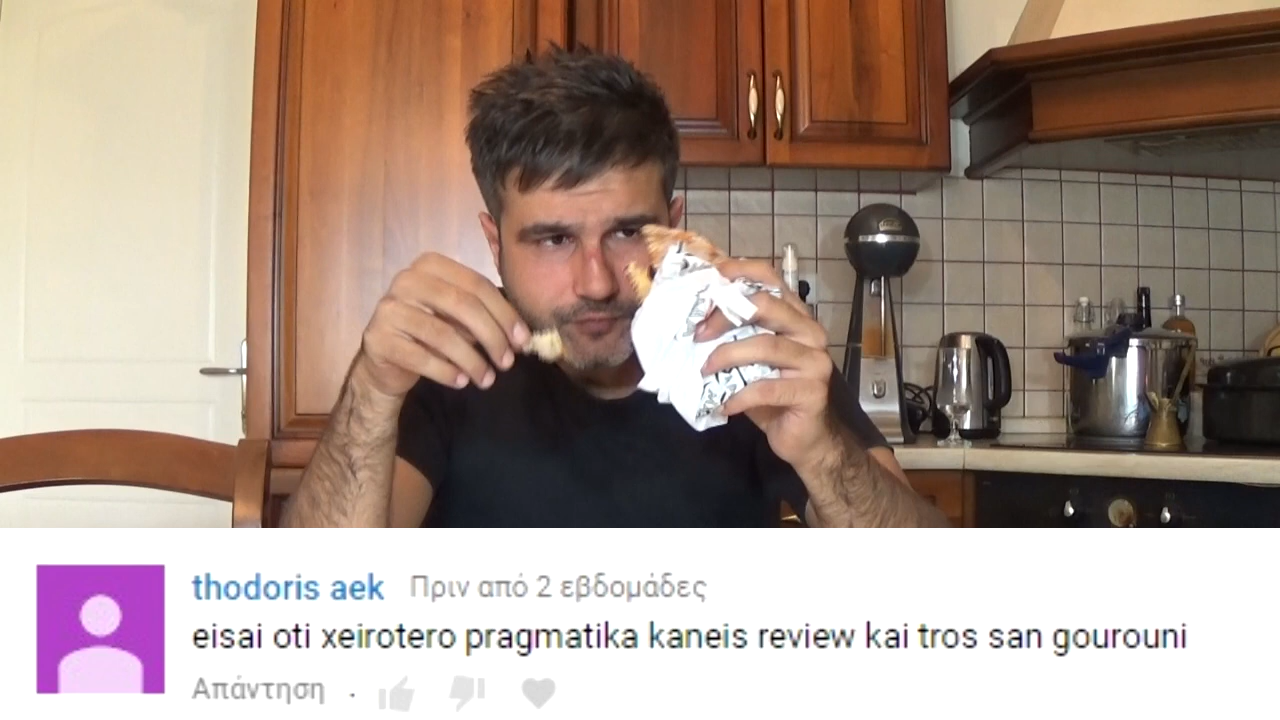 thodoris aek Πριν από 2 εβδομάδες
eisai oti xeirotero pragmatika kaneis review kai tros san gourouni
Απάντηση .